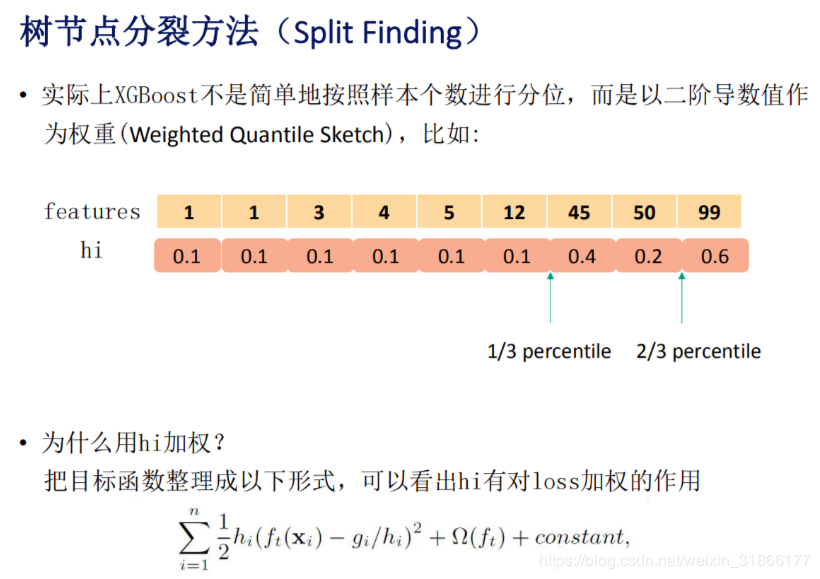 树节点分裂方法（Split Finding）
• 实际上XGBoost不是简单地按照样本个数进行分位，而是以二阶导数值作
为权重(Weighted Quantile Sketch)，比如:
features 1 1 3 4 5 12 45 50 99
hi 0.1 0.1 0.1 0.1 0.1 0.1 0.4 0.2 0.6
1/3 percentile 2/3 percentile
• 为什么用hi加权？
把目标函数整理成以下形式，可以看出hi有对loss加权的作用
$\sum_{i=1}^{n} \frac{1}{2} h_i (f_t(\mathbf{x}_i) - g_i/h_i)^2 + \Omega(f_t) + constant,$
https://blog.csdn.net/weixin_31866177